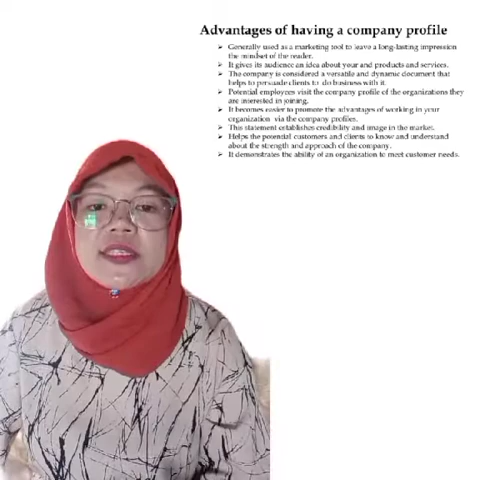 Advantages of having a company profile
➤ Generally used as a marketing tool to leave a long-lasting impression
the mindset of the reader.
➤ It gives its audience an idea about your and products and services.
➤ The company is considered a versatile and dynamic document that
helps to persuade clients to do business with it.
➤ Potential employees visit the company profile of the organizations they
are interested in joining.
➤ It becomes easier to promote the advantages of working in your
organization via the company profiles.
➤ This statement establishes credibility and image in the market.
➤ Helps the potential customers and clients to know and understand
about the strength and approach of the company.
➤ It demonstrates the ability of an organization to meet customer needs.